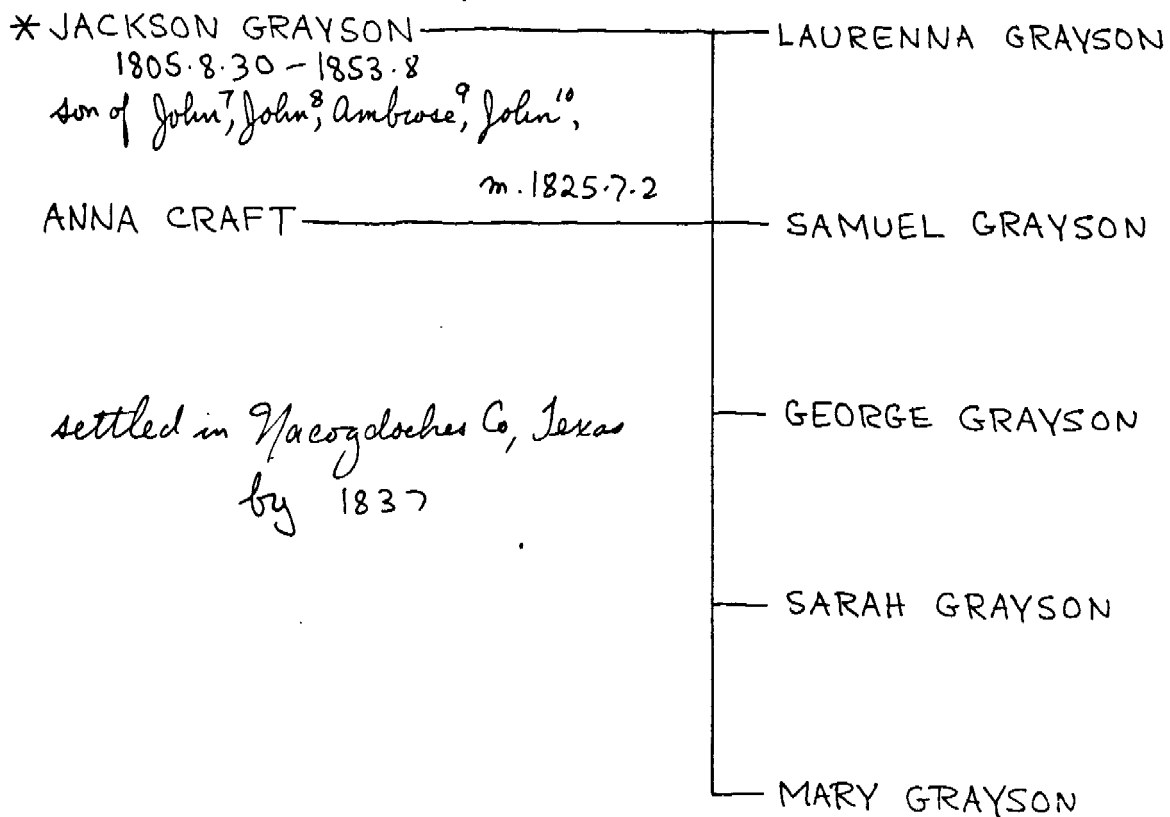 * JACKSON GRAYSON
1805.8.30 - 1853.8
son of John⁷, John⁸, Ambrose⁹, John¹⁰,
m. 1825.7.2
ANNA CRAFT
settled in Nacogdoches Co, Texas
by 1837
LAURENNA GRAYSON
SAMUEL GRAYSON
GEORGE GRAYSON
SARAH GRAYSON
MARY GRAYSON